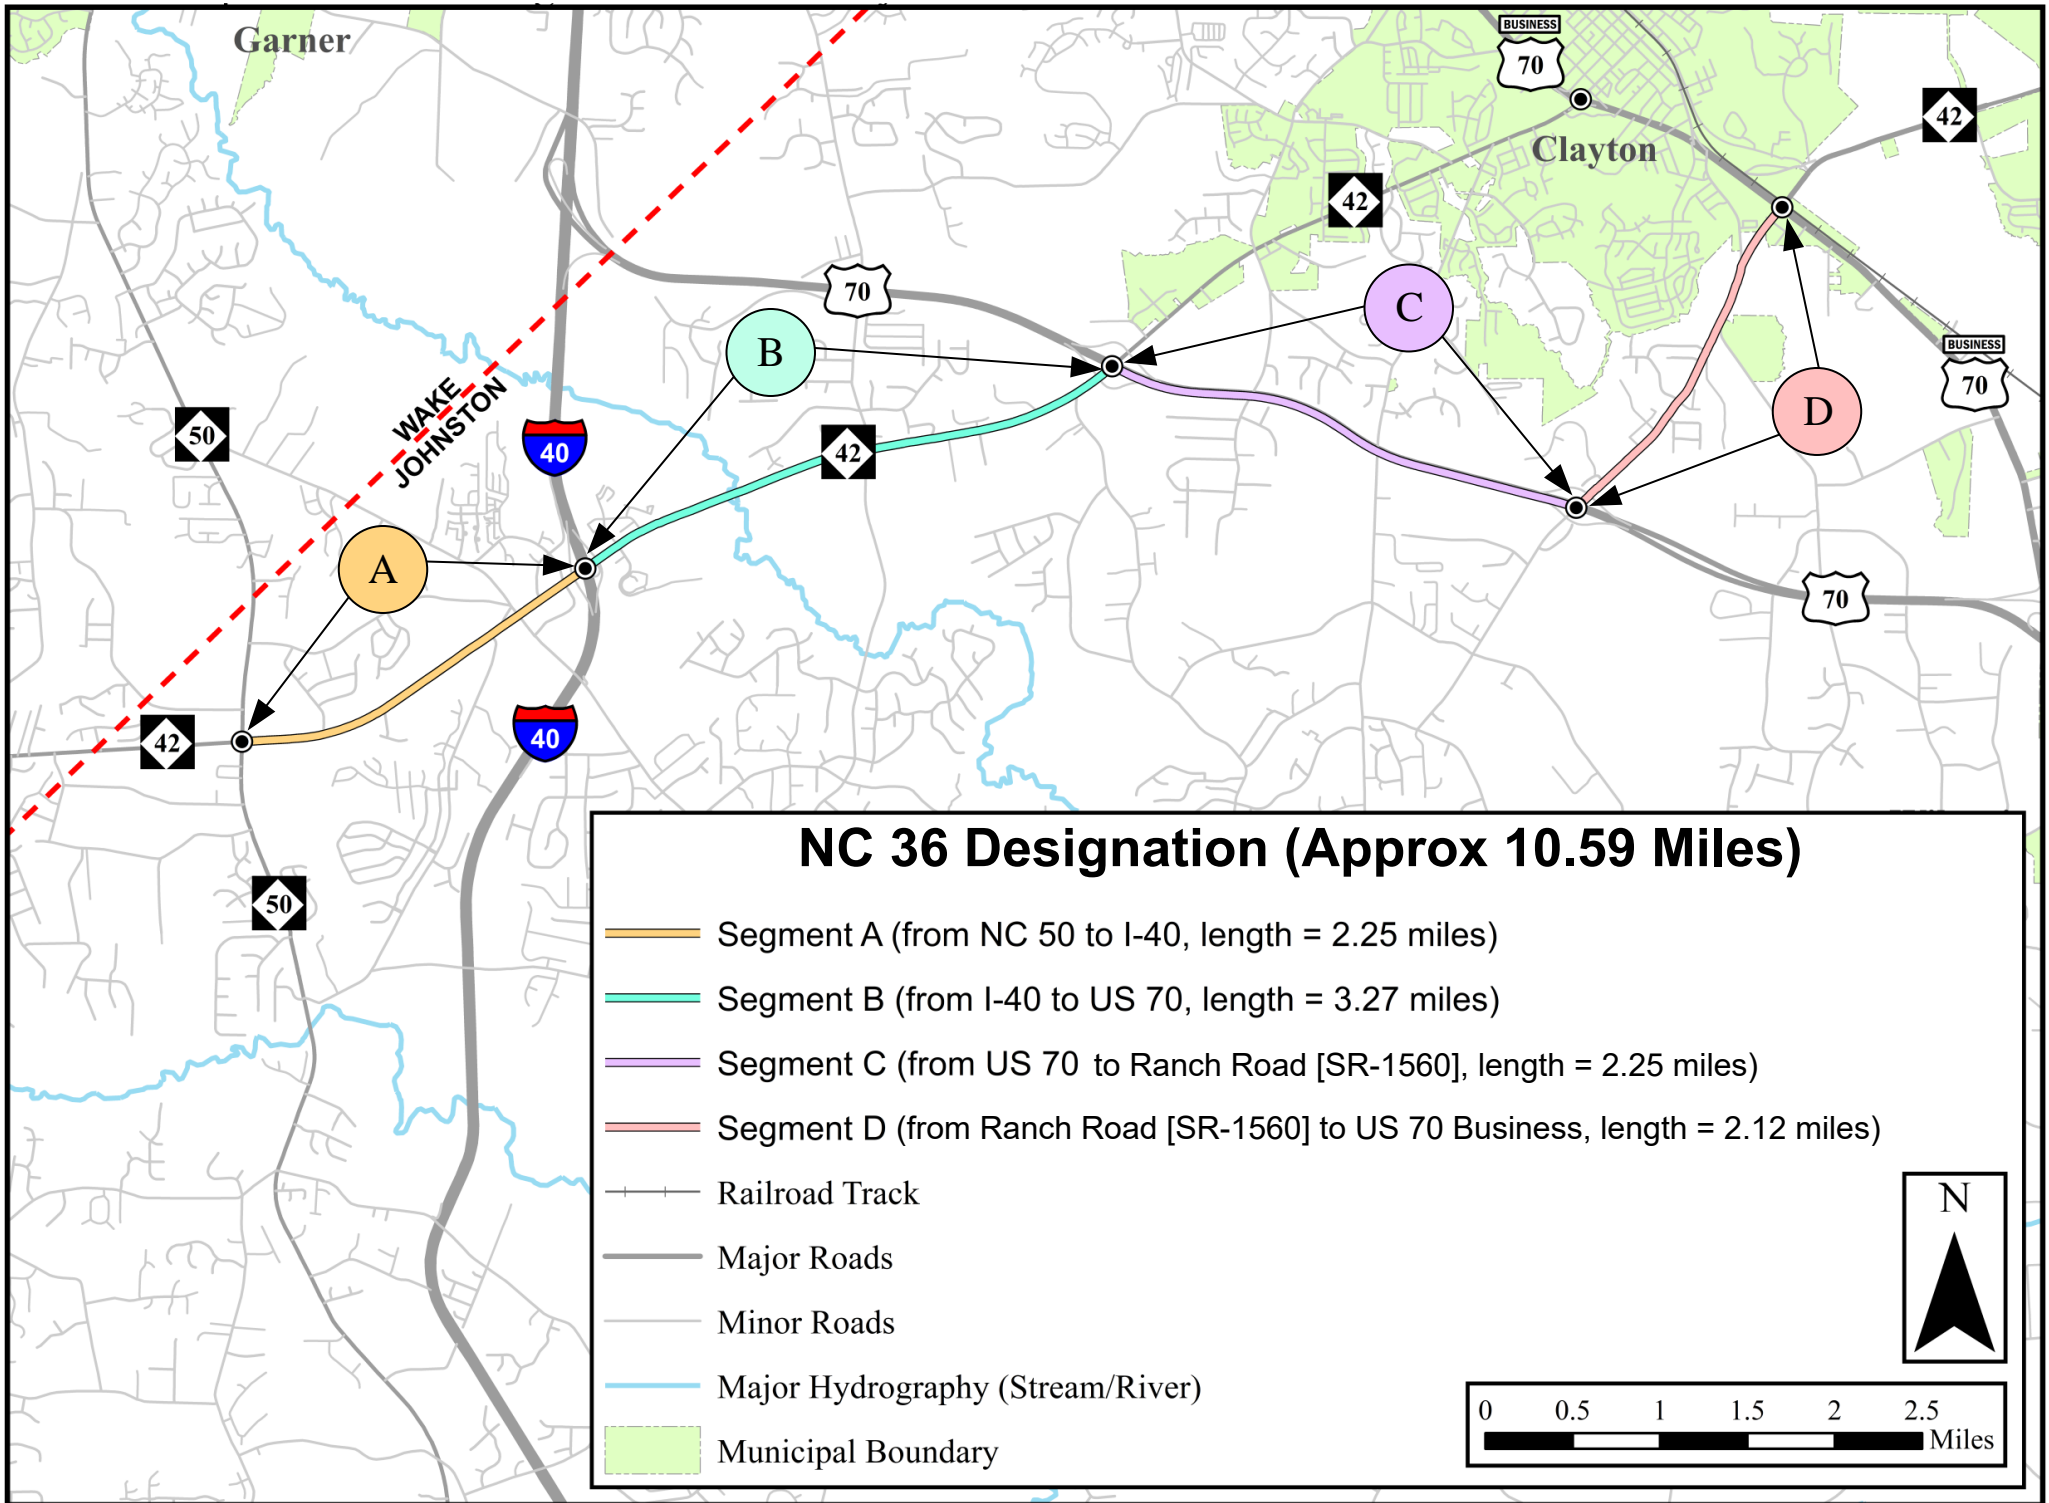 Garner
BUSINESS
70
42
Clayton
42
70
C
B
BUSINESS
70
D
50
WAKE
JOHNSTON
40
42
A
70
42
40
50
NC 36 Designation (Approx 10.59 Miles)
Segment A (from NC 50 to I-40, length = 2.25 miles)
Segment B (from I-40 to US 70, length = 3.27 miles)
Segment C (from US 70 to Ranch Road [SR-1560], length = 2.25 miles)
Segment D (from Ranch Road [SR-1560] to US 70 Business, length = 2.12 miles)
Railroad Track
Major Roads
Minor Roads
Major Hydrography (Stream/River)
Municipal Boundary
N
0 0.5 1 1.5 2 2.5
Miles